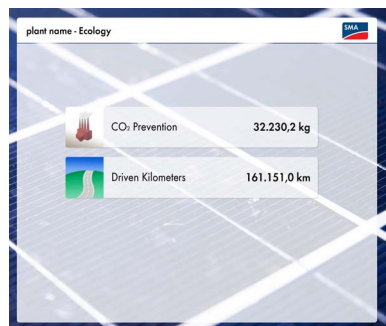 plant name - Ecology
SMA
CO₂ Prevention 32.230,2 kg
Driven Kilometers 161.151,0 km